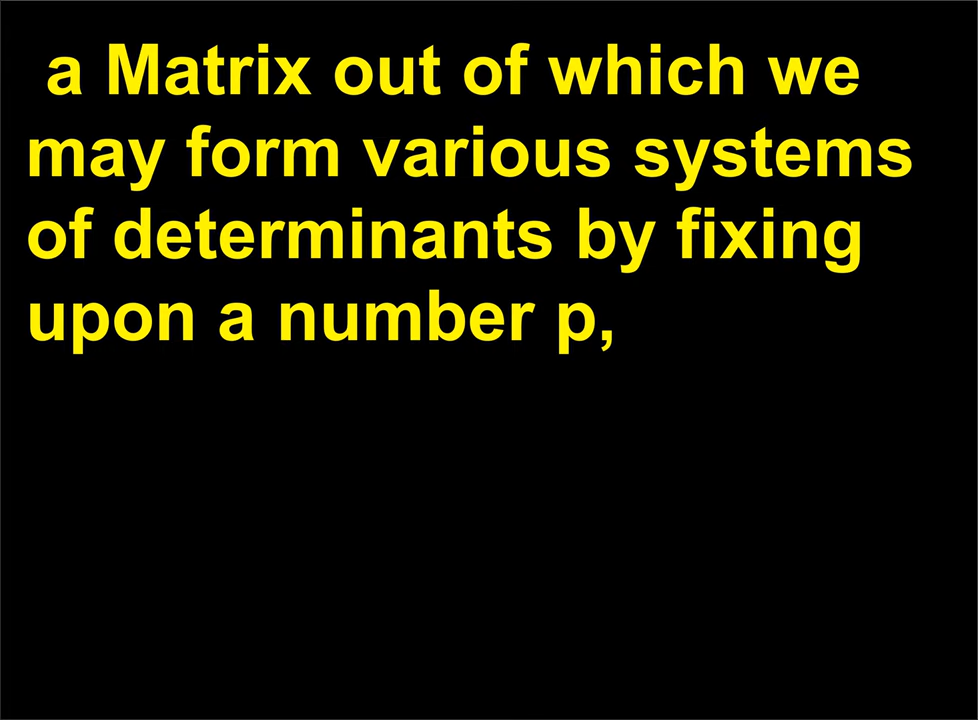 a Matrix out of which we
may form various systems
of determinants by fixing
upon a number p,